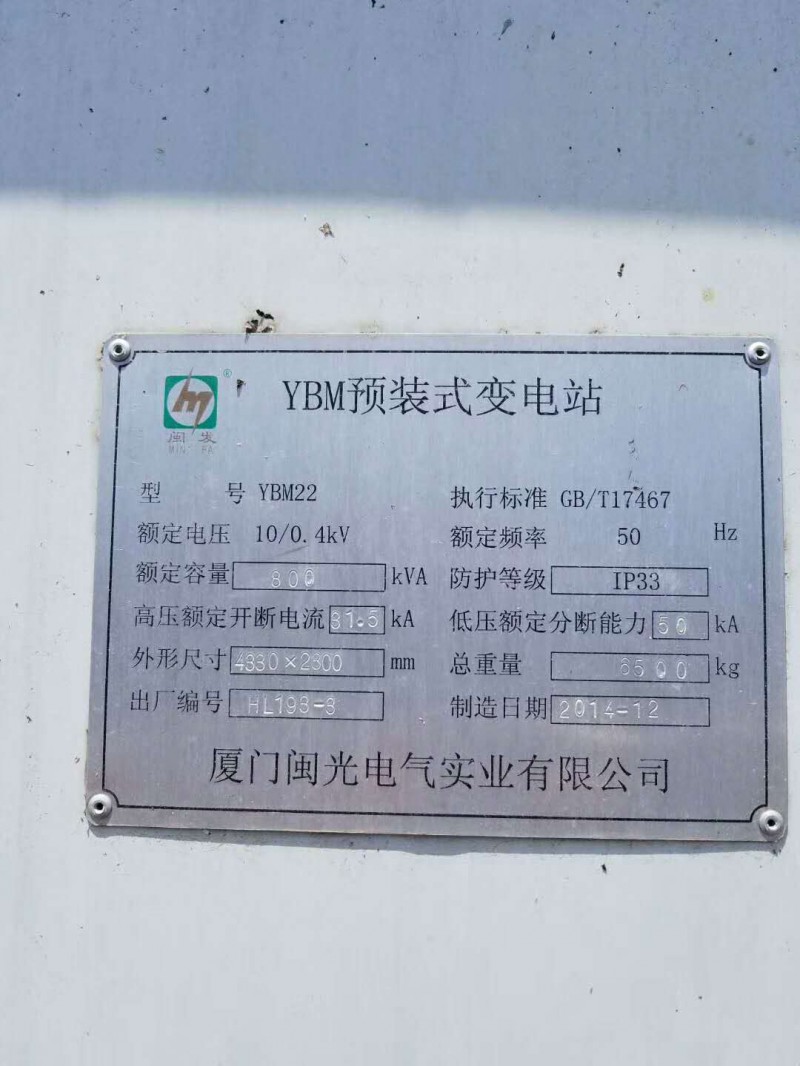 闽发
MIN FA
YBM预装式变电站
型 号 YBM22 执行标准 GB/T17467
额定电压 10/0.4kV 额定频率 50 Hz
额定容量 800 kVA 防护等级 IP33
高压额定开断电流 31.5 kA 低压额定分断能力 50 kA
外形尺寸 4330×2300 mm 总重量 6500 kg
出厂编号 HL193-3 制造日期 2014-12
厦门闽光电气实业有限公司